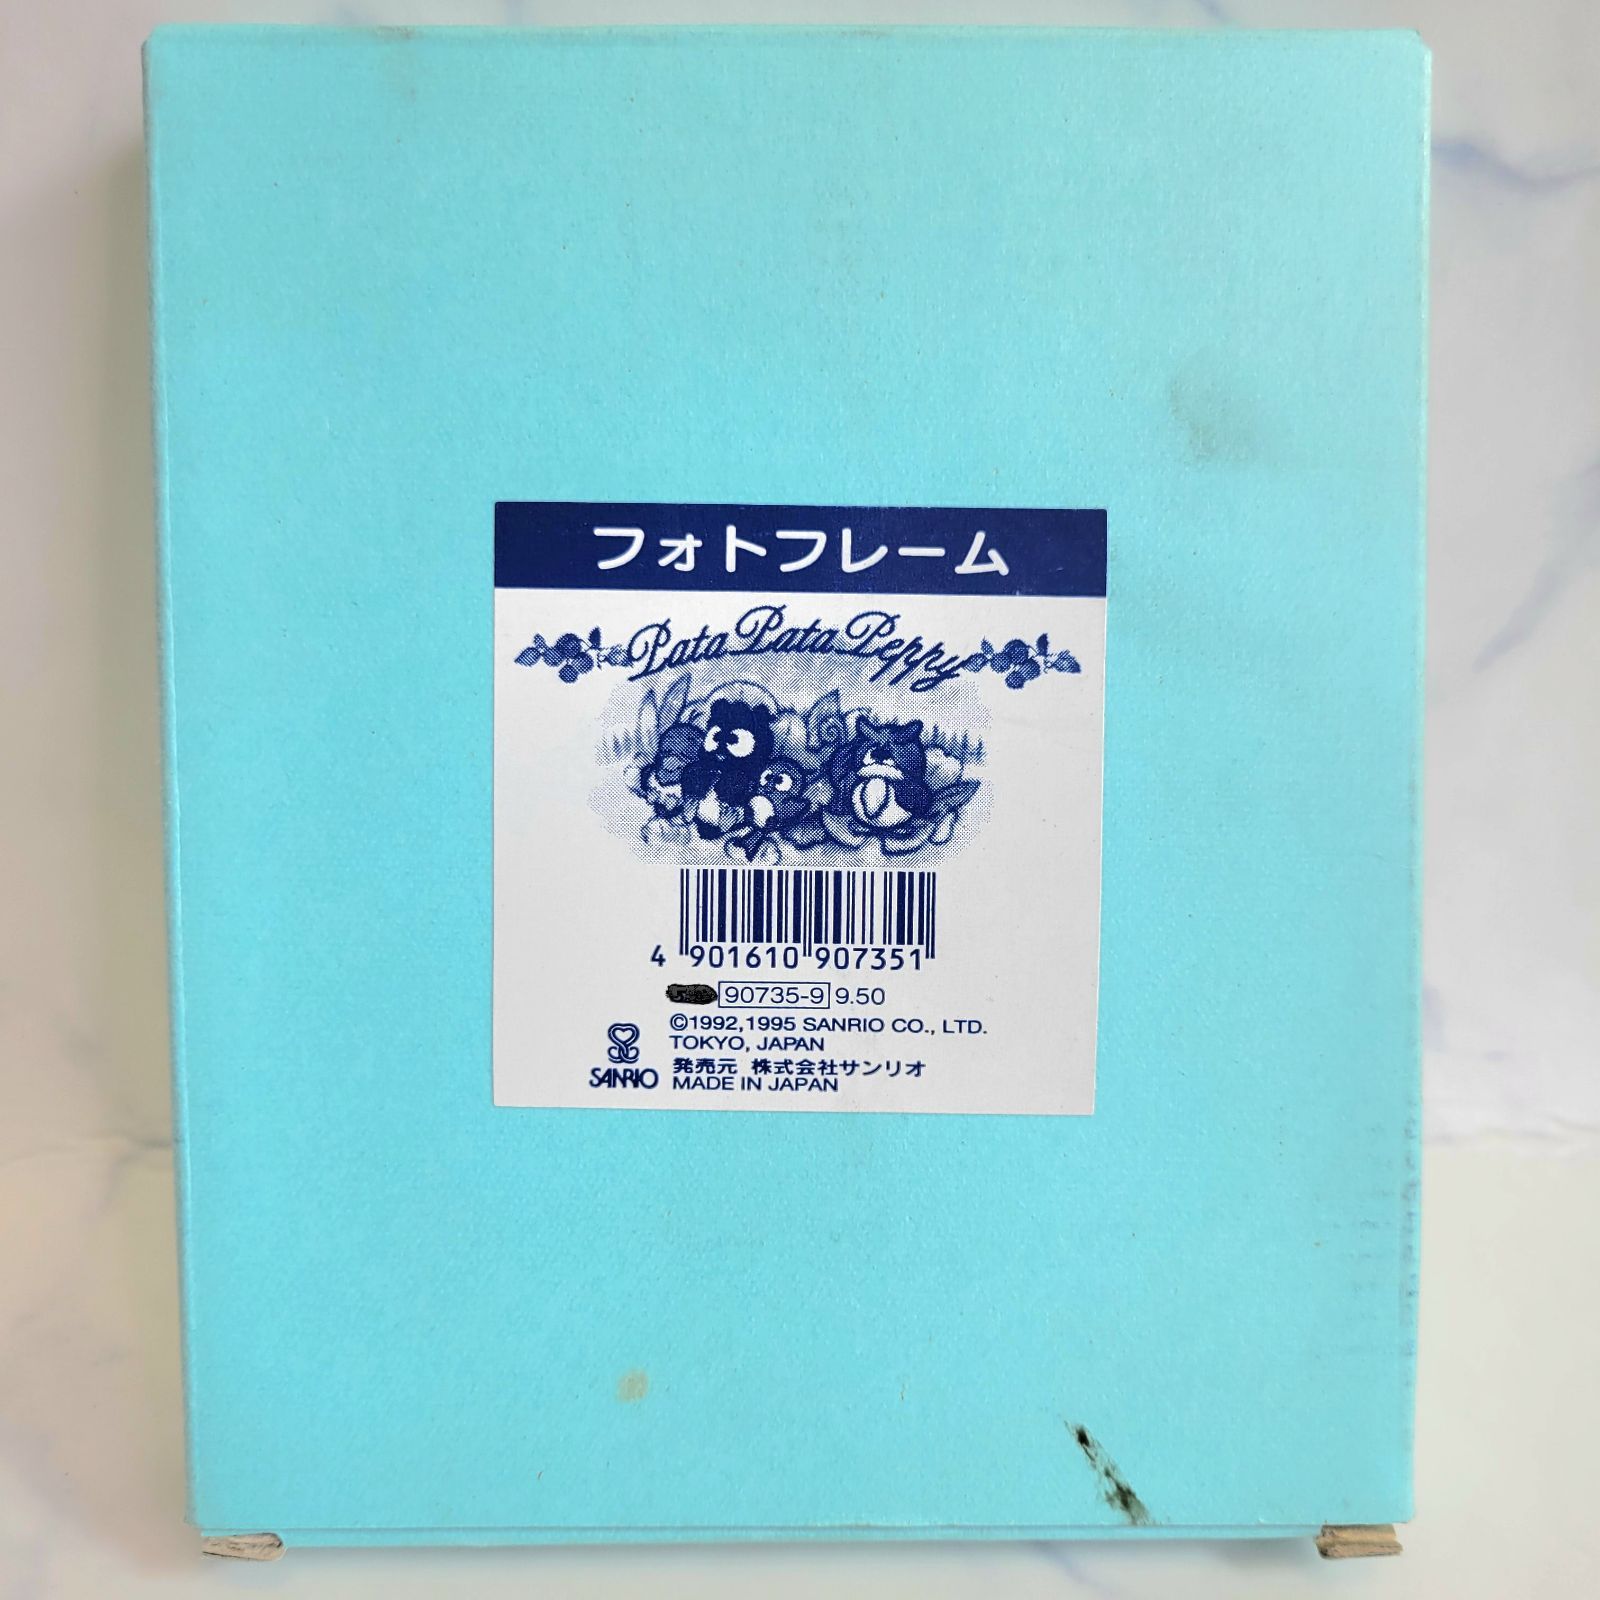 フォトフレーム
Pata Pata Peppy
4 901610 907351
90735-9 9.50
©1992,1995 SANRIO CO., LTD.
TOKYO, JAPAN
発売元 株式会社サンリオ
SANRIO MADE IN JAPAN